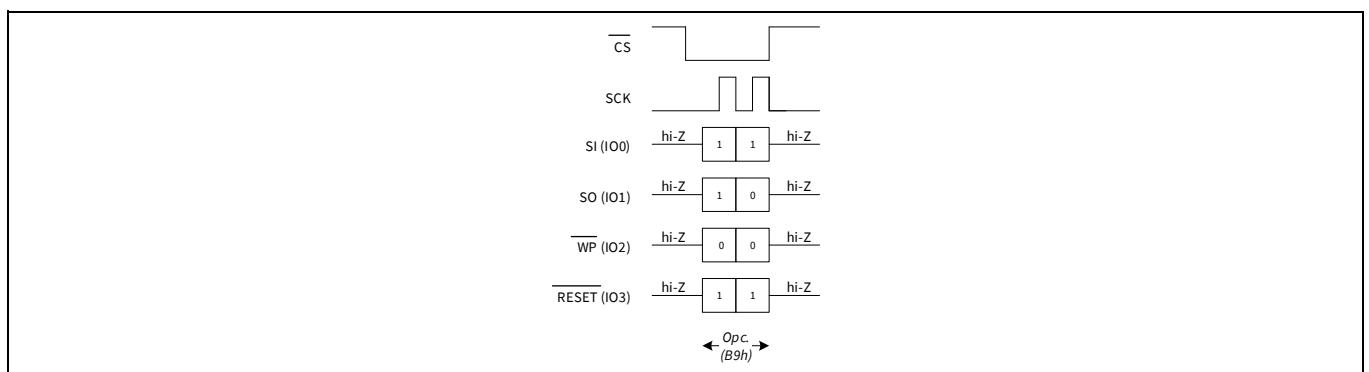 CS
SCK
SI (IO0) hi-Z 1 1 hi-Z
SO (IO1) hi-Z 1 0 hi-Z
WP (IO2) hi-Z 0 0 hi-Z
RESET (IO3) hi-Z 1 1 hi-Z
Opc.
(B9h)